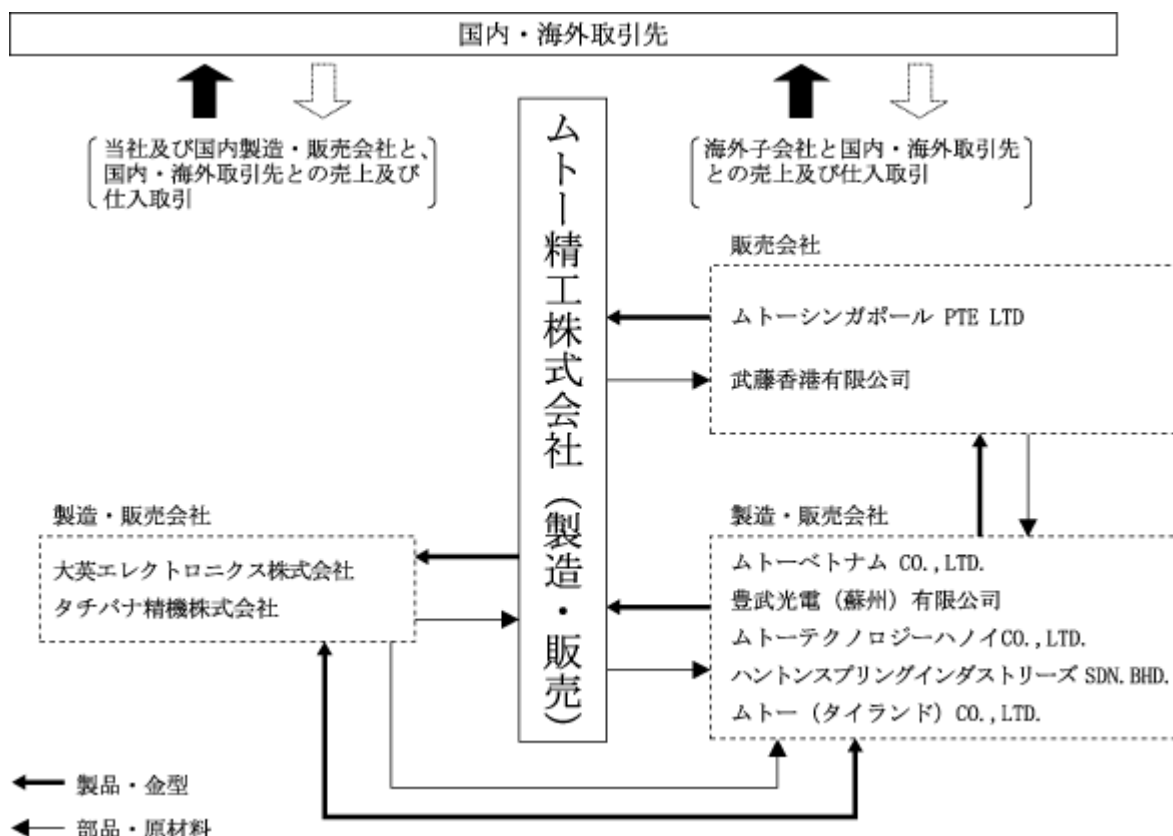 国内・海外取引先
当社及び国内製造・販売会社と、
国内・海外取引先との売上及び
仕入取引
海外子会社と国内・海外取引先
との売上及び仕入取引
ムトー精工株式会社（製造・販売）
販売会社
ムトーシンガポール PTE LTD
武藤香港有限公司
製造・販売会社
大英エレクトロニクス株式会社
タチバナ精機株式会社
製造・販売会社
ムトーベトナム CO.,LTD.
豊武光電（蘇州）有限公司
ムトーテクノロジーハノイCO.,LTD.
ハントンスプリングインダストリーズ SDN.BHD.
ムトー（タイランド）CO.,LTD.
製品・金型
部品・原材料